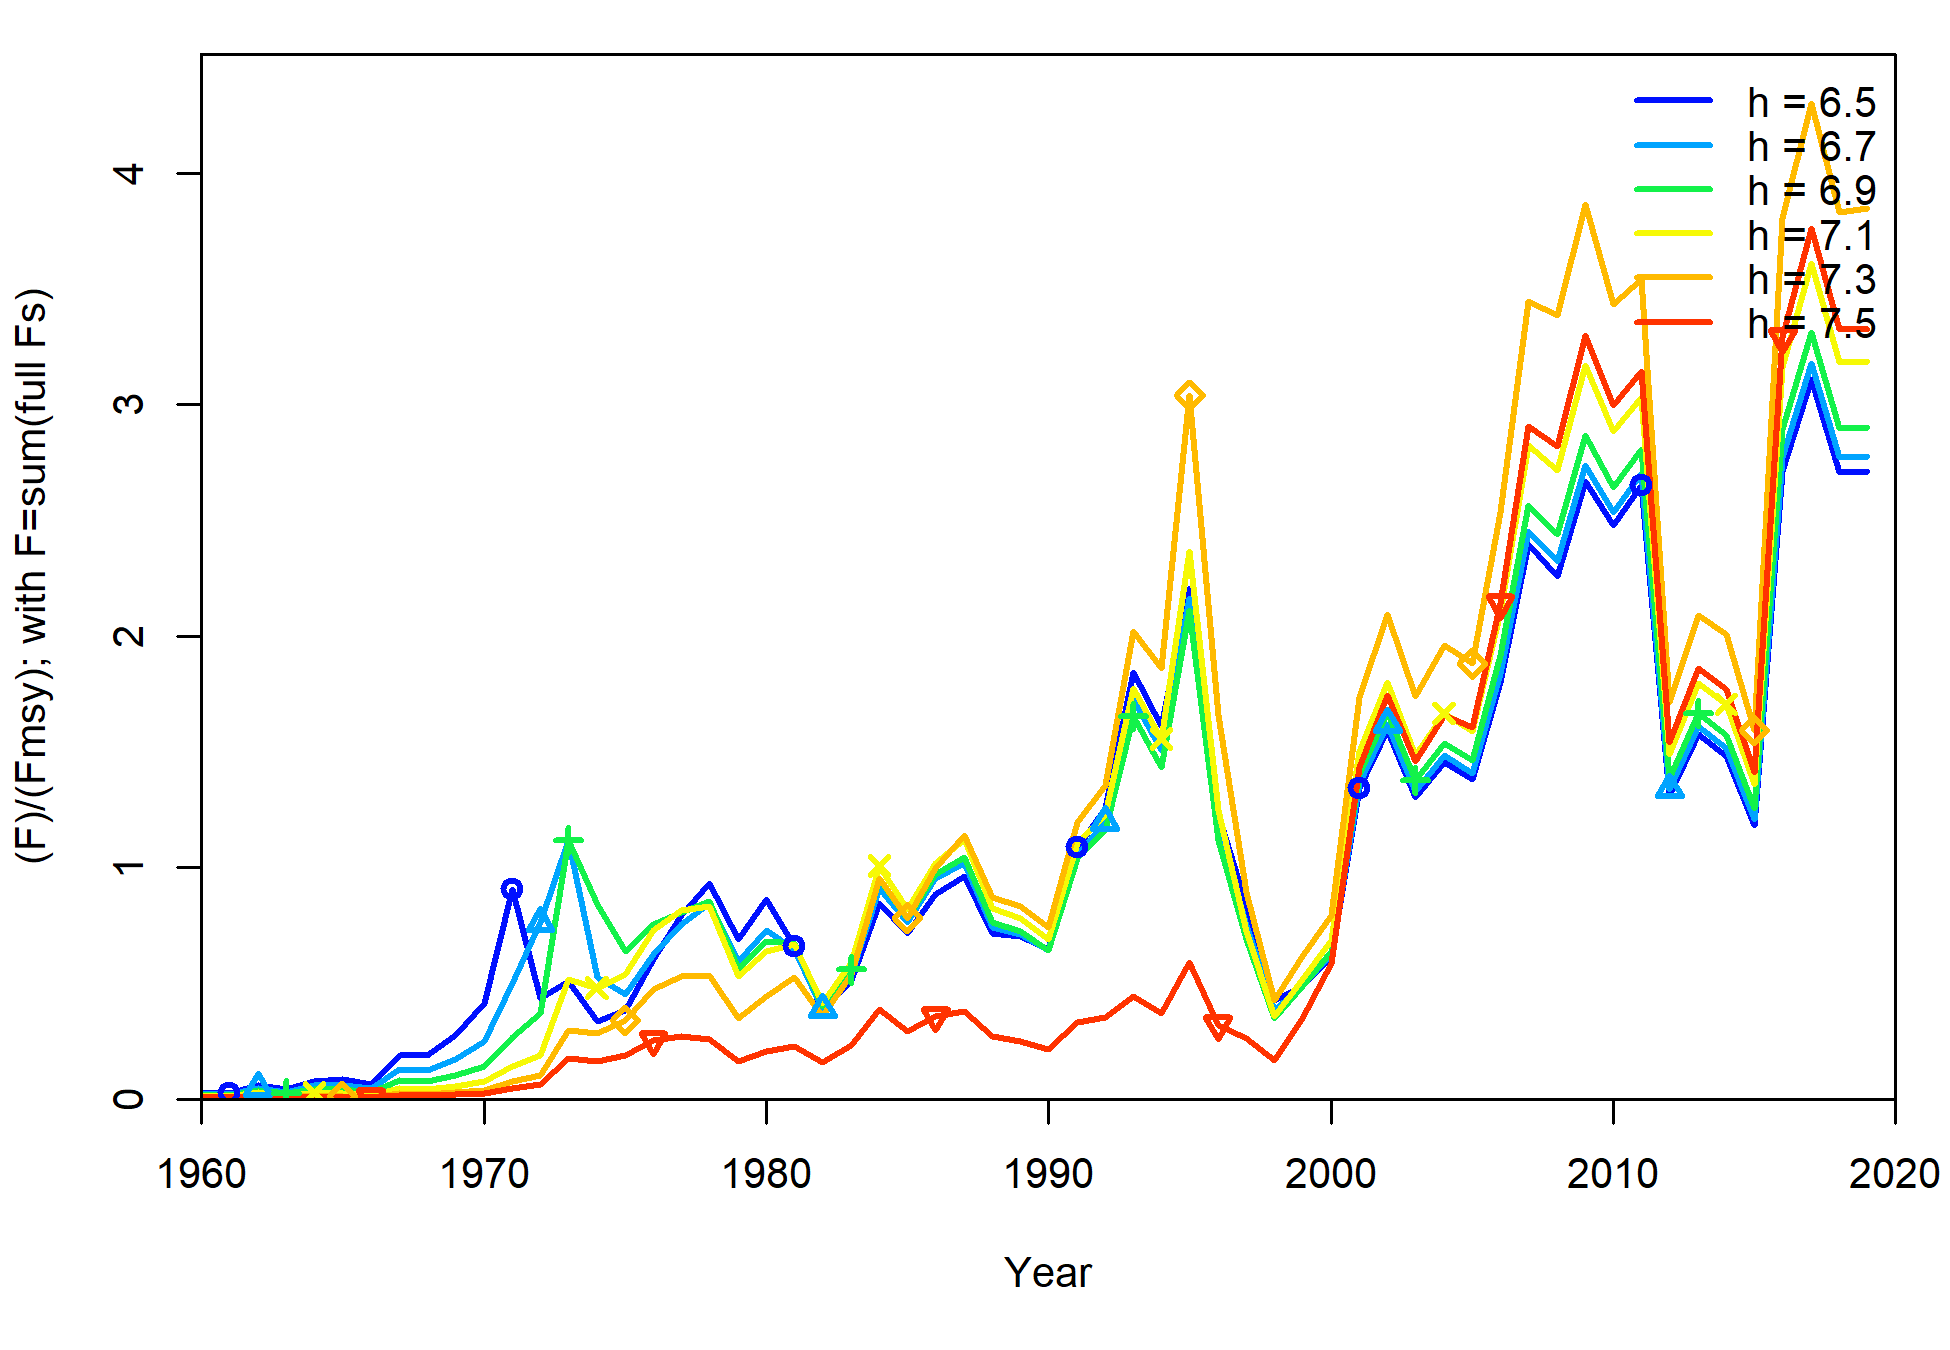 (F)/(Fmsy); with F=sum(full Fs)
4
3
2
1
0
h = 6.5
h = 6.7
h = 6.9
h = 7.1
h = 7.3
h = 7.5
1960 1970 1980 1990 2000 2010 2020
Year